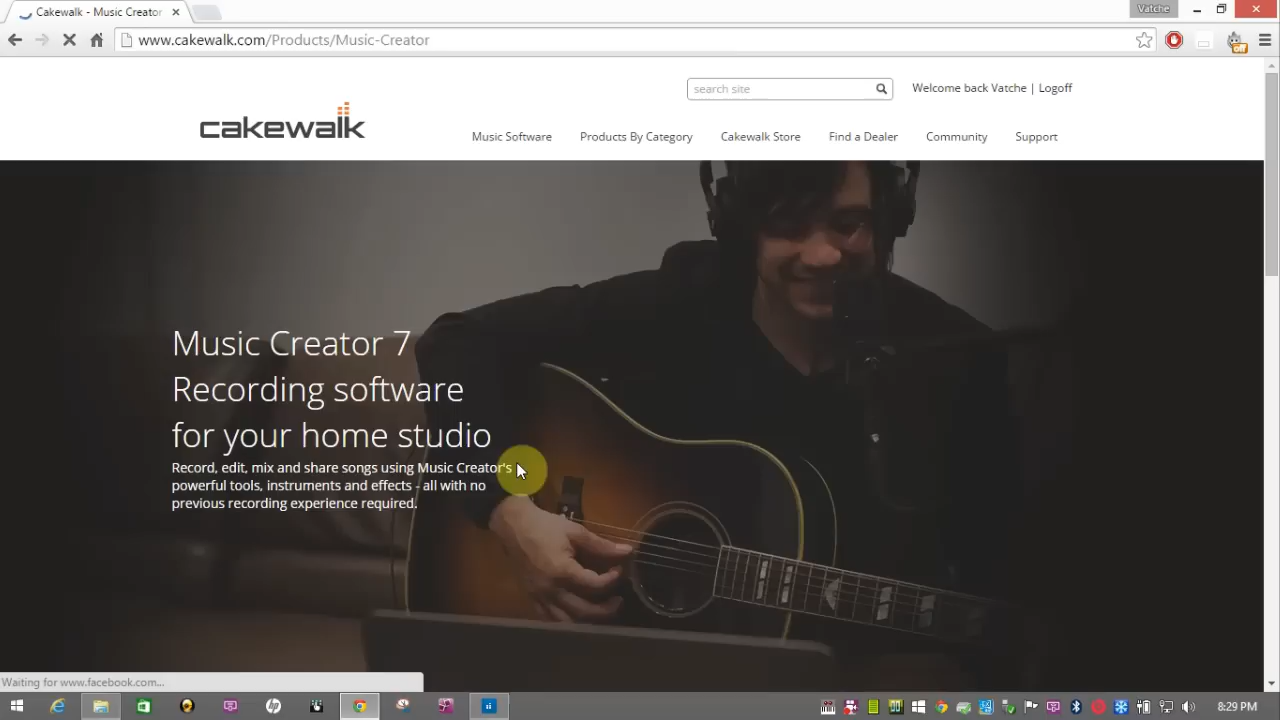 Cakewalk - Music Creator
Vatche
www.cakewalk.com/Products/Music-Creator
off
search site
Welcome back Vatche | Logoff
cakewalk
Music Software
Products By Category
Cakewalk Store
Find a Dealer
Community
Support
Music Creator 7
Recording software
for your home studio
Record, edit, mix and share songs using Music Creator's
powerful tools, instruments and effects - all with no
previous recording experience required.
Waiting for www.facebook.com...
8:29 PM